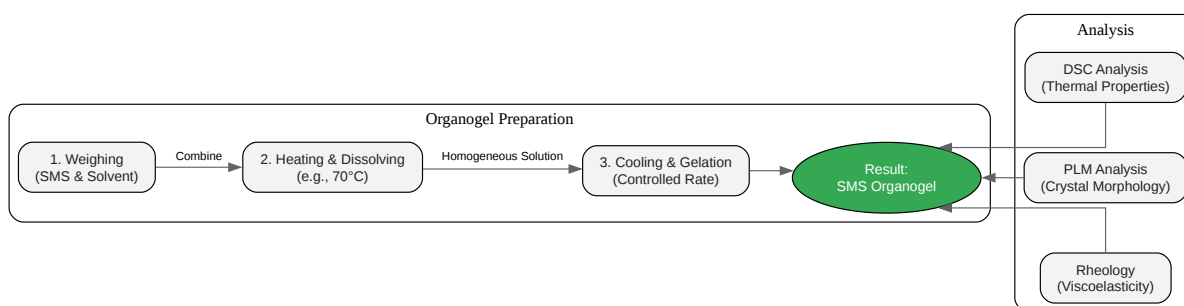 Analysis
DSC Analysis
(Thermal Properties)
Organogel Preparation
1. Weighing
(SMS & Solvent)
Combine
2. Heating & Dissolving
(e.g., 70°C)
Homogeneous Solution
3. Cooling & Gelation
(Controlled Rate)
Result:
SMS Organogel
PLM Analysis
(Crystal Morphology)
Rheology
(Viscoelasticity)